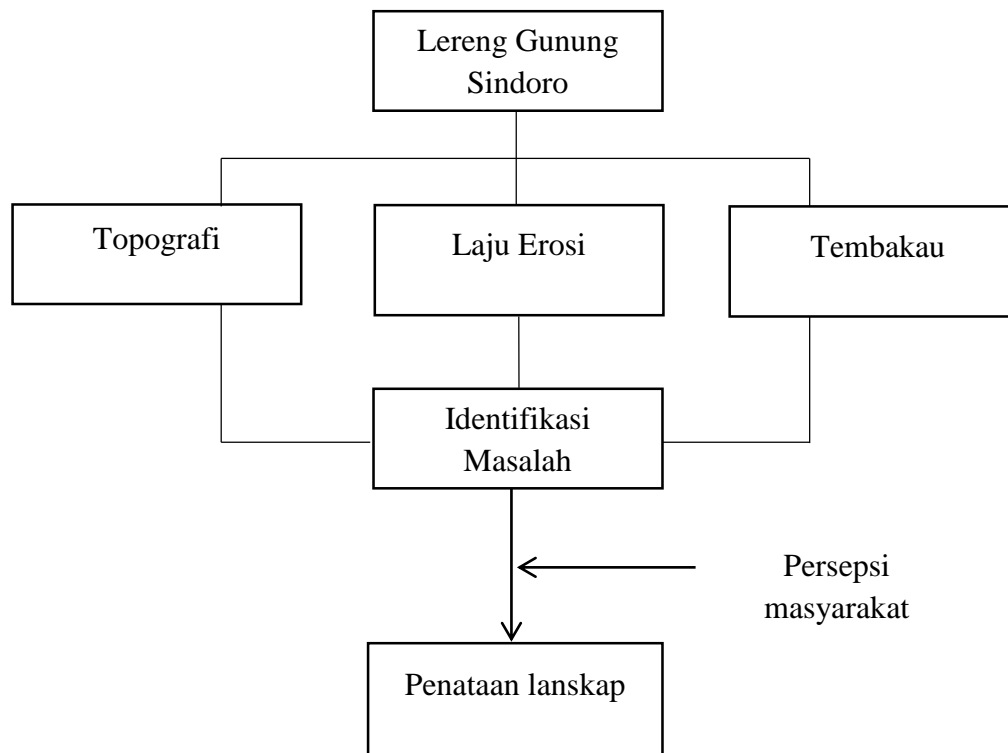 Lereng Gunung
Sindoro
Topografi
Laju Erosi
Tembakau
Identifikasi
Masalah
Persepsi
masyarakat
Penataan lanskap